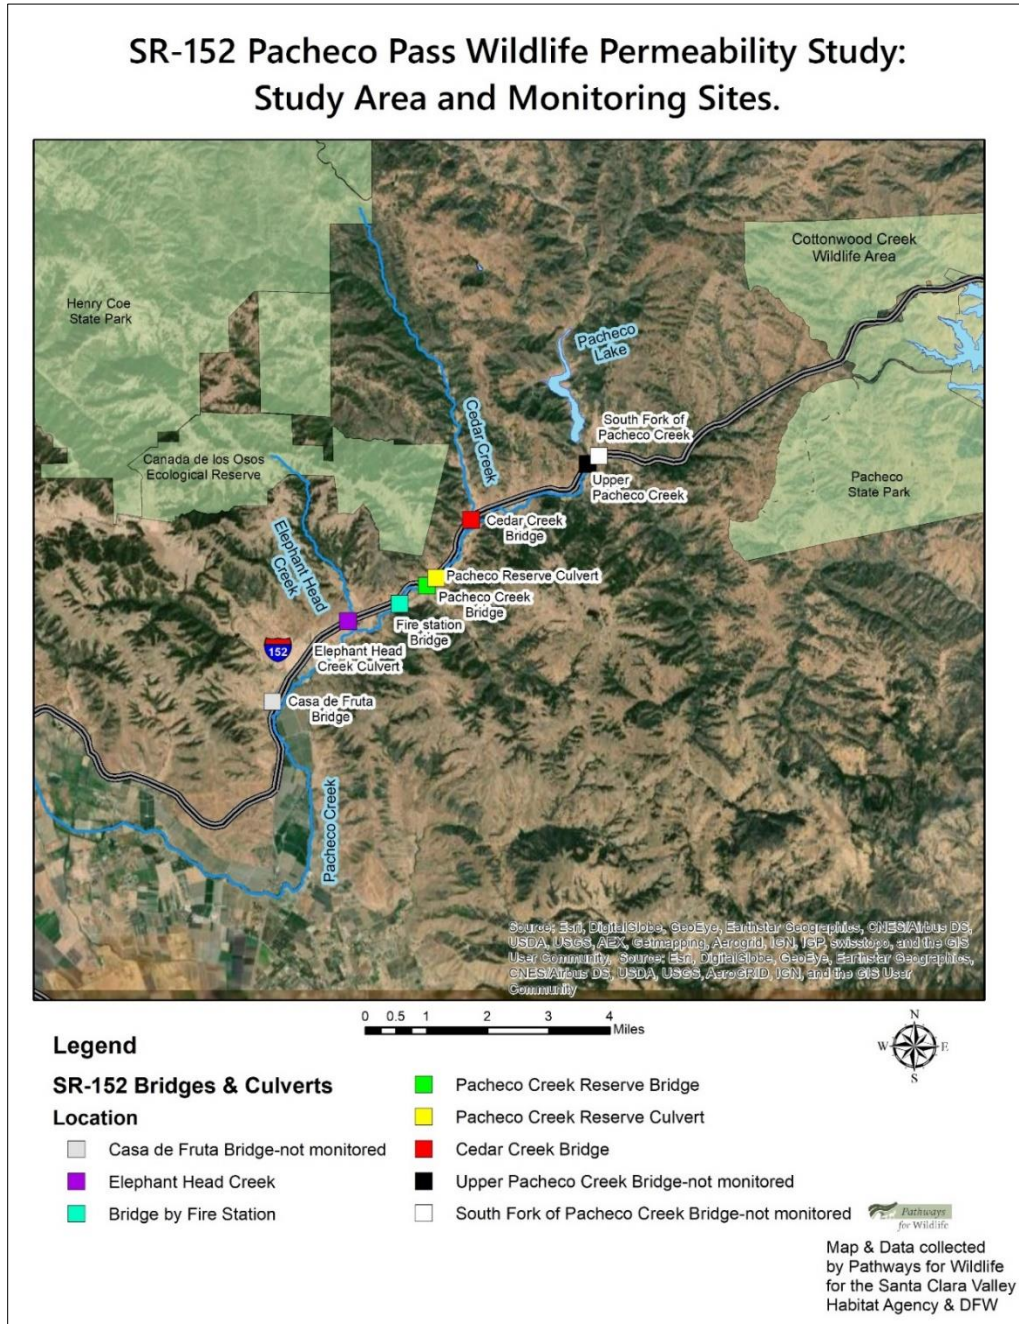 SR-152 Pacheco Pass Wildlife Permeability Study:
Study Area and Monitoring Sites.
Cottonwood Creek
Wildlife Area
Henry Coe
State Park
Pacheco
Lake
Cedar Creek
South Fork of
Pacheco Creek
Canada de los Osos
Ecological Reserve
Upper
Pacheco Creek
Pacheco
State Park
Cedar Creek
Bridge
Elephant Head
Creek
Pacheco Reserve Culvert
Pacheco Creek
Bridge
Fire station
Bridge
152
Elephant Head
Creek Culvert
Casa de Fruta
Bridge
Pacheco Creek
Source: Esri, DigitalGlobe, GeoEye, Earthstar Geographics, CNES/Airbus DS,
USDA, USGS, AEX, Getmapping, Aerogrid, IGN, IGP, swisstopo, and the GIS
User Community, Source: Esri, DigitalGlobe, GeoEye, Earthstar Geographics,
CNES/Airbus DS, USDA, USGS, AeroGRID, IGN, and the GIS User
Community
0 0.5 1 2 3 4
Miles
N
W E
S
Legend
SR-152 Bridges & Culverts
Location
Casa de Fruta Bridge-not monitored
Elephant Head Creek
Bridge by Fire Station
Pacheco Creek Reserve Bridge
Pacheco Creek Reserve Culvert
Cedar Creek Bridge
Upper Pacheco Creek Bridge-not monitored
South Fork of Pacheco Creek Bridge-not monitored
Pathways
for Wildlife
Map & Data collected
by Pathways for Wildlife
for the Santa Clara Valley
Habitat Agency & DFW